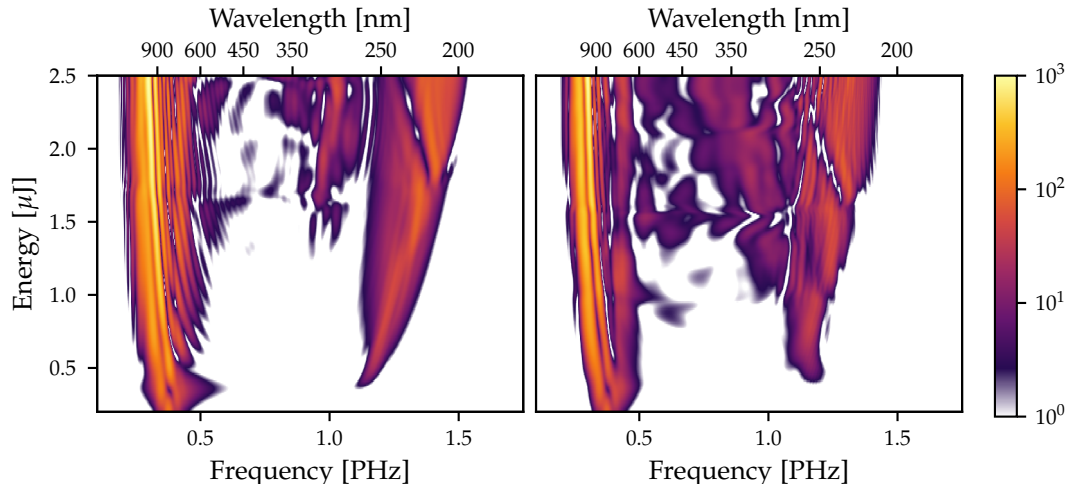 Wavelength [nm] Wavelength [nm]
900 600 450 350 250 200 900 600 450 350 250 200
2.5 10³
2.0
10²
1.5
Energy [µJ]
1.0 10¹
0.5
10⁰
0.5 1.0 1.5 0.5 1.0 1.5
Frequency [PHz] Frequency [PHz]